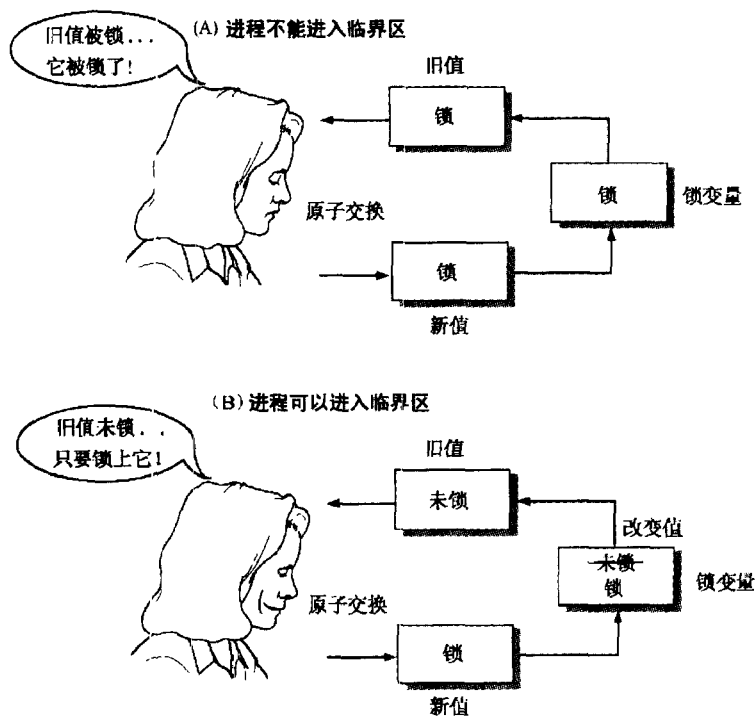 (A) 进程不能进入临界区
旧值被锁...
它被锁了!
旧值
锁
锁
锁变量
原子交换
锁
新值
(B) 进程可以进入临界区
旧值未锁..
只要锁上它!
旧值
未锁
改变值
未锁
锁
锁变量
原子交换
锁
新值